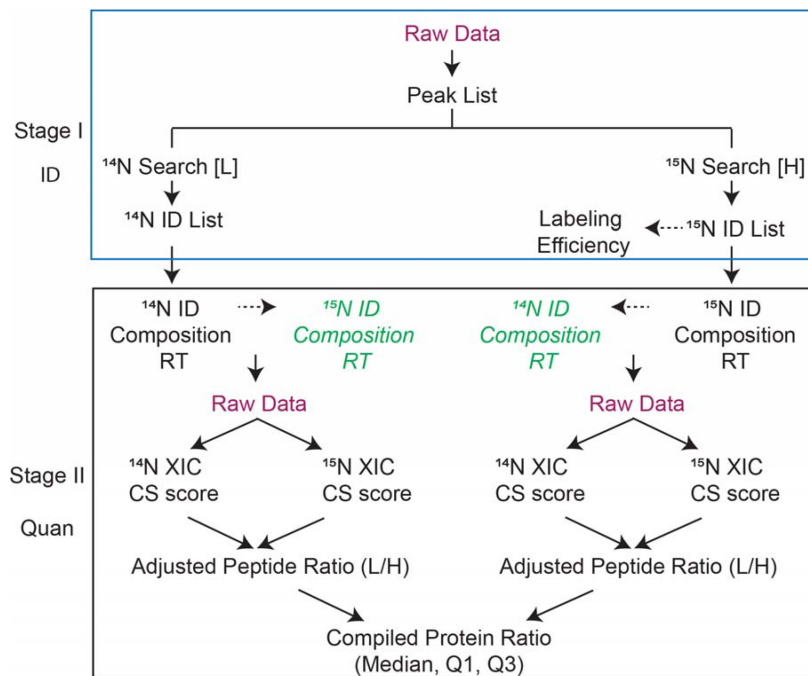 Raw Data
Peak List
Stage I
ID
¹⁴N Search [L]
¹⁵N Search [H]
¹⁴N ID List
Labeling
Efficiency
¹⁵N ID List
¹⁴N ID
Composition
RT
¹⁵N ID
Composition
RT
¹⁴N ID
Composition
RT
¹⁵N ID
Composition
RT
Raw Data
Raw Data
Stage II
Quan
¹⁴N XIC
CS score
¹⁵N XIC
CS score
¹⁴N XIC
CS score
¹⁵N XIC
CS score
Adjusted Peptide Ratio (L/H)
Adjusted Peptide Ratio (L/H)
Compiled Protein Ratio
(Median, Q1, Q3)